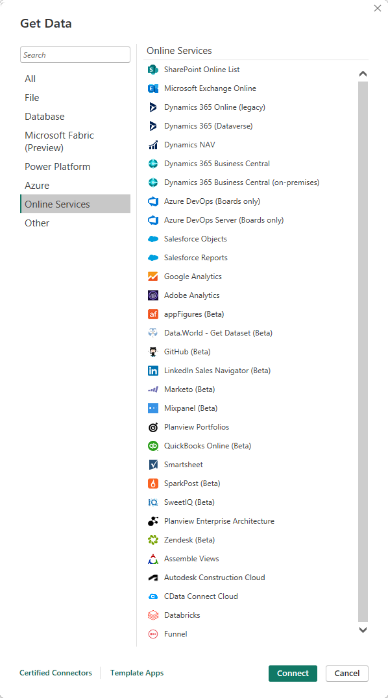 Get Data
Search
All
File
Database
Microsoft Fabric
(Preview)
Power Platform
Azure
Online Services
Other
Online Services
SharePoint Online List
Microsoft Exchange Online
Dynamics 365 Online (legacy)
Dynamics 365 (Dataverse)
Dynamics NAV
Dynamics 365 Business Central
Dynamics 365 Business Central (on-premises)
Azure DevOps (Boards only)
Azure DevOps Server (Boards only)
Salesforce Objects
Salesforce Reports
Google Analytics
Adobe Analytics
appFigures (Beta)
Data.World - Get Dataset (Beta)
GitHub (Beta)
LinkedIn Sales Navigator (Beta)
Marketo (Beta)
Mixpanel (Beta)
Planview Portfolios
QuickBooks Online (Beta)
Smartsheet
SparkPost (Beta)
SweetIQ (Beta)
Planview Enterprise Architecture
Zendesk (Beta)
Assemble Views
Autodesk Construction Cloud
CData Connect Cloud
Databricks
Funnel
Certified Connectors
Template Apps
Connect
Cancel